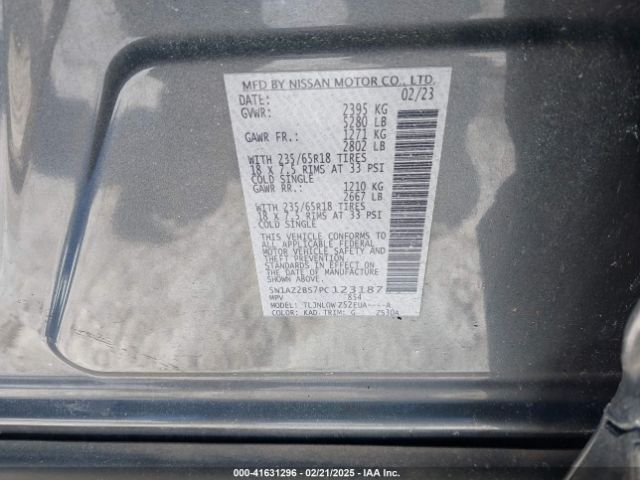 MFD BY NISSAN MOTOR CO., LTD.
DATE: 02/23
GVWR: 2395 KG
5280 LB
GAWR FR.: 1271 KG
2802 LB
WITH 235/65R18 TIRES
18 X 7.5 RIMS AT 33 PSI
COLD SINGLE
GAWR RR.: 1210 KG
2667 LB
WITH 235/65R18 TIRES
18 X 7.5 RIMS AT 33 PSI
COLD SINGLE
THIS VEHICLE CONFORMS TO
ALL APPLICABLE FEDERAL
MOTOR VEHICLE SAFETY AND
THEFT PREVENTION
STANDARDS IN EFFECT ON
THE DATE OF MANUFACTURE
SHOWN ABOVE.
5N1AZ2BS7PC123187
MPV 854
MODEL: TLJNLQWZ52EUA----A
COLOR: KAD TRIM: G Z5304
000-41631296 - 02/21/2025 - IAA Inc.